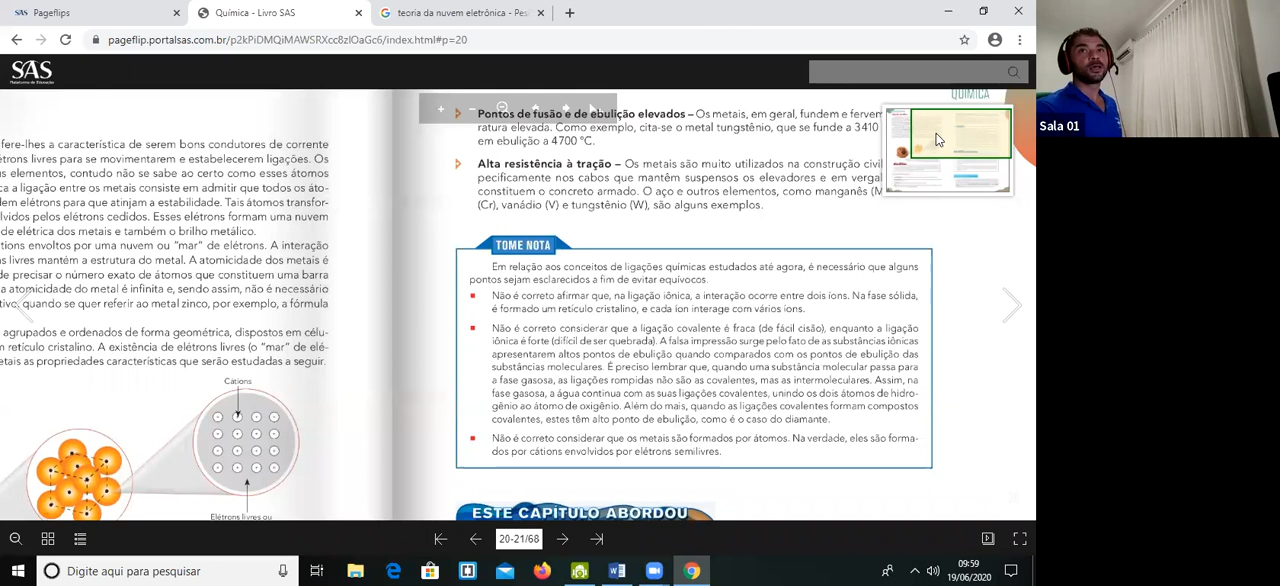 SAS Pageflips
Química - Livro SAS
teoria da nuvem eletrônica - Pes
pageflip.portalsas.com.br/p2kPiDMQiMAWSRXcc8zlOaGc6/index.html#p=20
SAS
Plataforma de Educação
QUÍMICA
fere-lhes a característica de serem bons condutores de corrente
étrons livres para se movimentarem e estabelecerem ligações. Os
us elementos, contudo não se sabe ao certo como esses átomos
ca a ligação entre os metais consiste em admitir que todos os áto-
dem elétrons para que atinjam a estabilidade. Tais átomos transfor-
olvidos pelos elétrons cedidos. Esses elétrons formam uma nuvem
de elétrica dos metais e também o brilho metálico.
tions envoltos por uma nuvem ou "mar" de elétrons. A interação
s livres mantém a estrutura do metal. A atomicidade dos metais é
de precisar o número exato de átomos que constituem uma barra
a atomicidade do metal é infinita e, sendo assim, não é necessário
tivo, quando se quer referir ao metal zinco, por exemplo, a fórmula
agrupados e ordenados de forma geométrica, dispostos em célu-
m retículo cristalino. A existência de elétrons livres (o "mar" de elé-
etais as propriedades características que serão estudadas a seguir.
Cátions
Elétrons livres ou
Pontos de fusão e de ebulição elevados – Os metais, em geral, fundem e fervem
ratura elevada. Como exemplo, cita-se o metal tungstênio, que se funde a 3410
em ebulição a 4700 °C.
Alta resistência à tração – Os metais são muito utilizados na construção civi
pecificamente nos cabos que mantêm suspensos os elevadores e em verga
constituem o concreto armado. O aço e outros elementos, como manganês (M
(Cr), vanádio (V) e tungstênio (W), são alguns exemplos.
TOME NOTA
Em relação aos conceitos de ligações químicas estudados até agora, é necessário que alguns
pontos sejam esclarecidos a fim de evitar equívocos.
Não é correto afirmar que, na ligação iônica, a interação ocorre entre dois íons. Na fase sólida,
é formado um retículo cristalino, e cada íon interage com vários íons.
Não é correto considerar que a ligação covalente é fraca (de fácil cisão), enquanto a ligação
iônica é forte (difícil de ser quebrada). A falsa impressão surge pelo fato de as substâncias iônicas
apresentarem altos pontos de ebulição quando comparados com os pontos de ebulição das
substâncias moleculares. É preciso lembrar que, quando uma substância molecular passa para
a fase gasosa, as ligações rompidas não são as covalentes, mas as intermoleculares. Assim, na
fase gasosa, a água continua com as suas ligações covalentes, unindo os dois átomos de hidro-
gênio ao átomo de oxigênio. Além do mais, quando as ligações covalentes formam compostos
covalentes, estes têm alto ponto de ebulição, como é o caso do diamante.
Não é correto considerar que os metais são formados por átomos. Na verdade, eles são forma-
dos por cátions envolvidos por elétrons semilivres.
ESTE CAPÍTULO ABORDOU
Sala 01
20-21/68
Digite aqui para pesquisar
09:59
19/06/2020